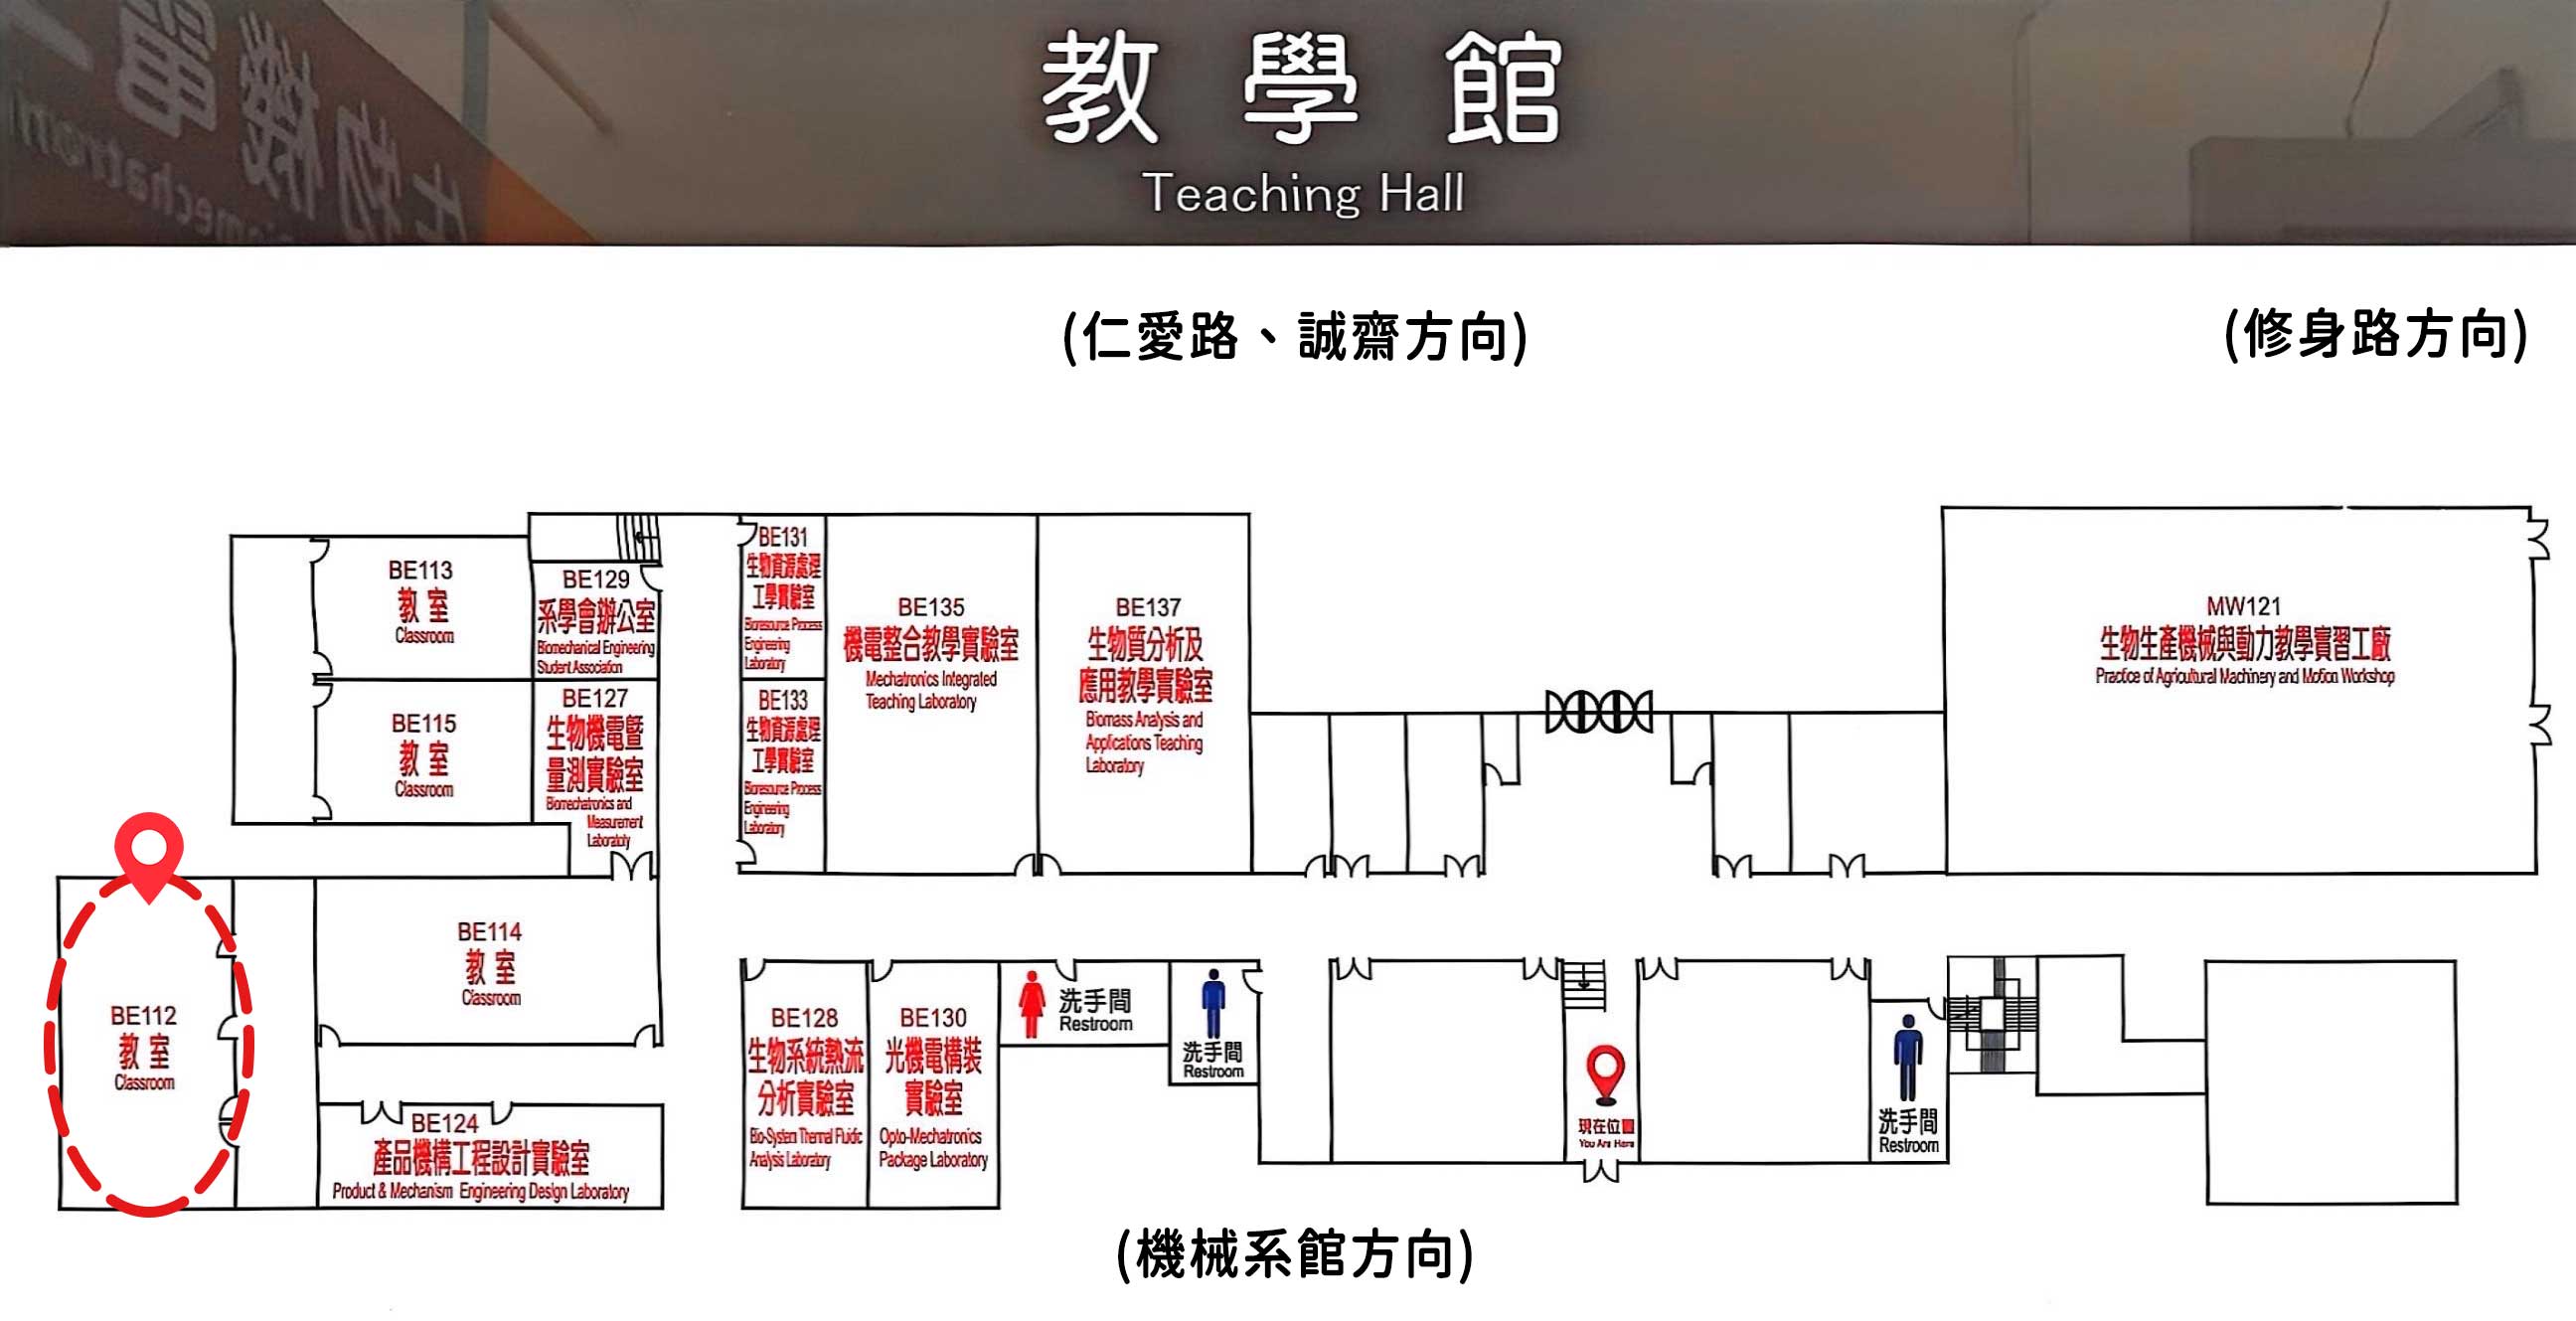 教學館
Teaching Hall
(仁愛路、誠齋方向)
(修身路方向)
BE113
教室
Classroom
BE129
系學會辦公室
Biomechanical Engineering
Student Association
BE131
生物資源處理
工學實驗室
Bioresource Process
Engineering
Laboratory
BE135
機電整合教學實驗室
Mechatronics Integrated
Teaching Laboratory
BE137
生物質分析及
應用教學實驗室
Biomass Analysis and
Applications Teaching
Laboratory
MW121
生物生產機械與動力教學實習工廠
Practice of Agricultural Machinery and Motion Workshop
BE115
教室
Classroom
BE127
生物機電暨
量測實驗室
Biomechatronics and
Measurement
Laboratoty
BE133
生物資源處理
工學實驗室
Bioresource Process
Engineering
Laboratory
BE112
教室
Classroom
BE114
教室
Classroom
BE124
產品機構工程設計實驗室
Product & Mechanism Engineering Design Laboratory
BE128
生物系統熱流
分析實驗室
Bio-System Thermal Fluidic
Analysis Laboratory
BE130
光機電構裝
實驗室
Opto-Mechatronics
Package Laboratory
洗手間
Restroom
洗手間
Restroom
現在位置
You Are Here
洗手間
Restroom
(機械系館方向)